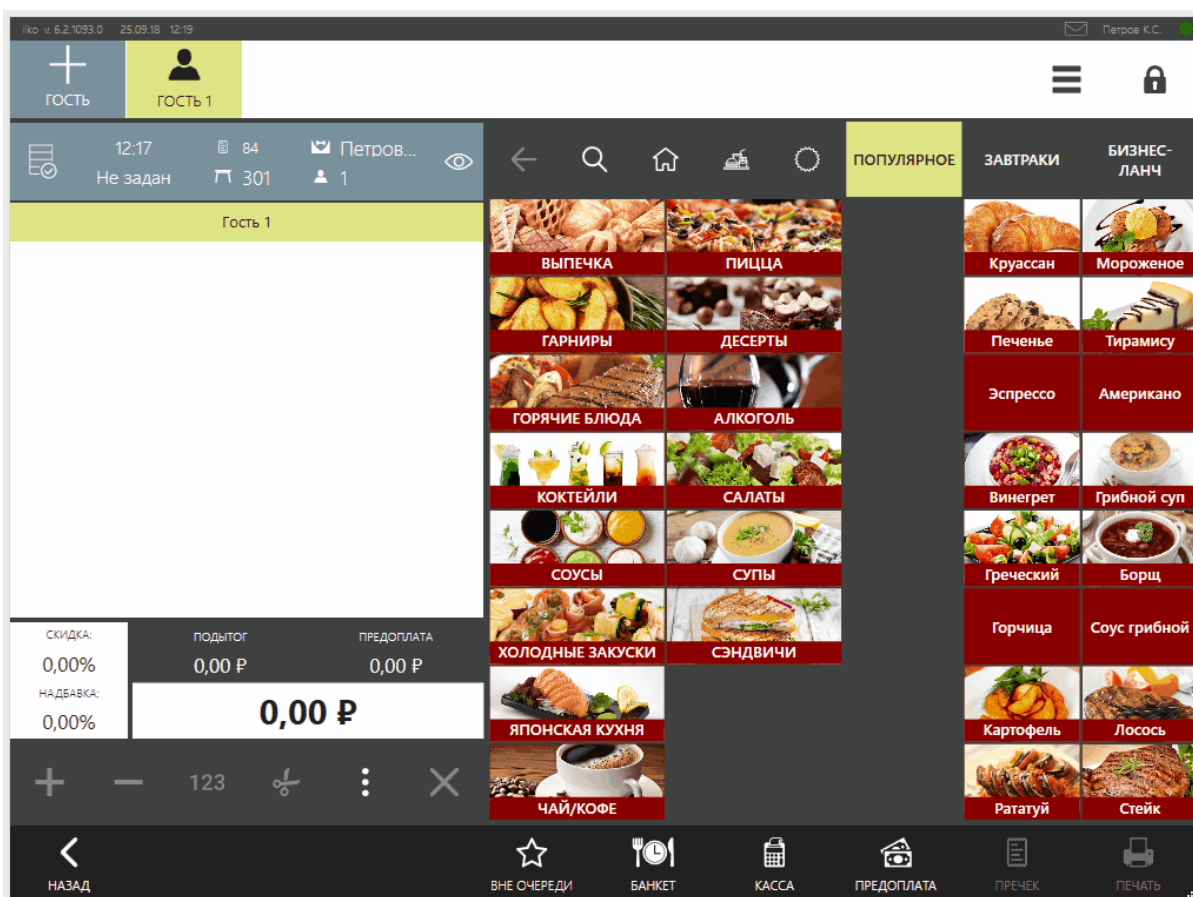 iiko v. 6.2.1093.0 25.09.18 12:19 Петров К.С.
ГОСТЬ ГОСТЬ 1
12:17 84 Петров...
Не задан 301 1
ПОПУЛЯРНОЕ ЗАВТРАКИ БИЗНЕС-
ЛАНЧ
Гость 1
ВЫПЕЧКА ПИЦЦА Круассан Мороженое
ГАРНИРЫ ДЕСЕРТЫ Печенье Тирамису
ГОРЯЧИЕ БЛЮДА АЛКОГОЛЬ Эспрессо Американо
КОКТЕЙЛИ САЛАТЫ Винегрет Грибной суп
СОУСЫ СУПЫ Греческий Борщ
ХОЛОДНЫЕ ЗАКУСКИ СЭНДВИЧИ Горчица Соус грибной
ЯПОНСКАЯ КУХНЯ Картофель Лосось
ЧАЙ/КОФЕ Рататуй Стейк
СКИДКА: ПОДЫТОГ ПРЕДОПЛАТА
0,00% 0,00 ₽ 0,00 ₽
НАДБАВКА:
0,00% 0,00 ₽
123
НАЗАД ВНЕ ОЧЕРЕДИ БАНКЕТ КАССА ПРЕДОПЛАТА ПРЕЧЕК ПЕЧАТЬ